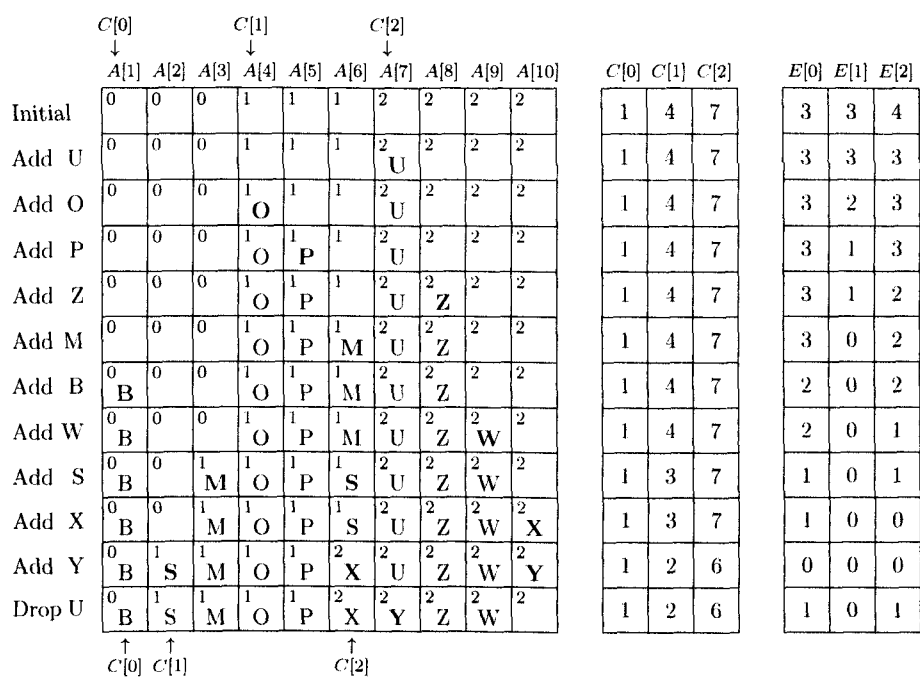 C[0] C[1] C[2]
↓ ↓ ↓
A[1] A[2] A[3] A[4] A[5] A[6] A[7] A[8] A[9] A[10] C[0] C[1] C[2] E[0] E[1] E[2]
Initial 0 0 0 1 1 1 2 2 2 2 1 4 7 3 3 4
Add U 0 0 0 1 1 1 2 U 2 2 2 1 4 7 3 3 3
Add O 0 0 0 1 O 1 1 2 U 2 2 2 1 4 7 3 2 3
Add P 0 0 0 1 O 1 P 1 2 U 2 2 2 1 4 7 3 1 3
Add Z 0 0 0 1 O 1 P 1 2 U 2 Z 2 2 1 4 7 3 1 2
Add M 0 0 0 1 O 1 P 1 M 2 U 2 Z 2 2 1 4 7 3 0 2
Add B 0 B 0 0 1 O 1 P 1 M 2 U 2 Z 2 2 1 4 7 2 0 2
Add W 0 B 0 0 1 O 1 P 1 M 2 U 2 Z 2 W 2 1 4 7 2 0 1
Add S 0 B 0 1 M 1 O 1 P 1 S 2 U 2 Z 2 W 2 1 3 7 1 0 1
Add X 0 B 0 1 M 1 O 1 P 1 S 2 U 2 Z 2 W 2 X 1 3 7 1 0 0
Add Y 0 B 1 S 1 M 1 O 1 P 2 X 2 U 2 Z 2 W 2 Y 1 2 6 0 0 0
Drop U 0 B 1 S 1 M 1 O 1 P 2 X 2 Y 2 Z 2 W 2 1 2 6 1 0 1
↑ ↑ ↑
C[0] C[1] C[2]